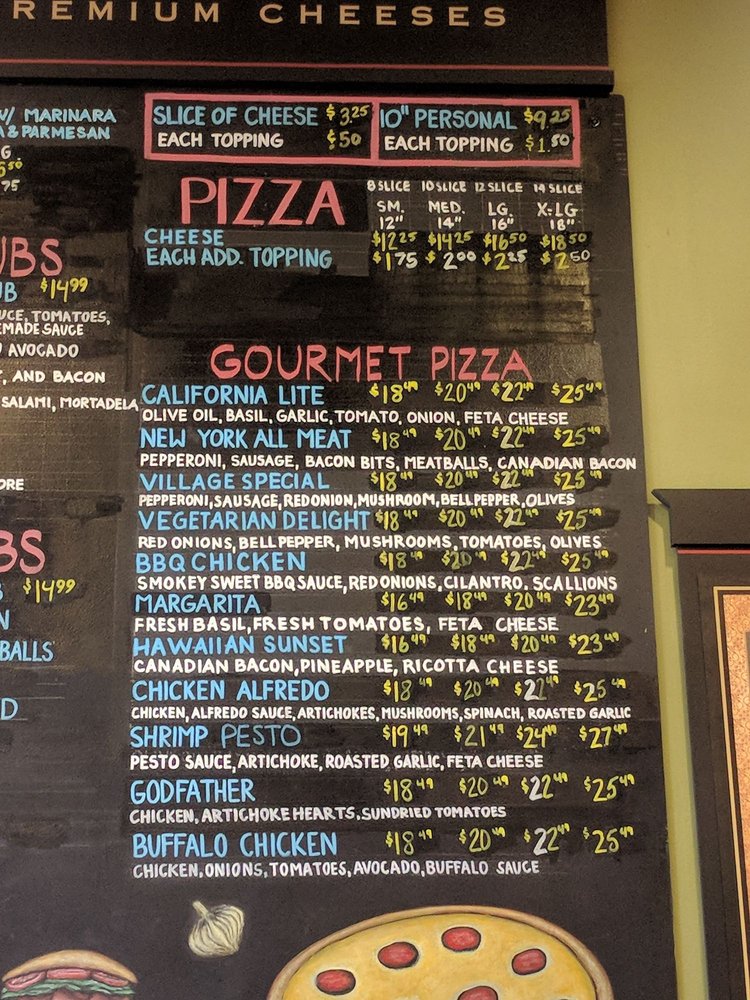 REMIUM CHEESES
W/ MARINARA
& PARMESAN
G
75
UBS
UB $14.99
UCE, TOMATOES,
EMADE SAUCE
AVOCADO
, AND BACON
SALAMI, MORTADELA
ORE
BS
$14.99
N
BALLS
D
SLICE OF CHEESE $3.25
EACH TOPPING $.50
10" PERSONAL $9.25
EACH TOPPING $1.50
PIZZA
8 SLICE 10 SLICE 12 SLICE 14 SLICE
SM. MED. LG. X-LG
12" 14" 16" 18"
CHEESE $12.25 $14.25 $16.50 $18.50
EACH ADD. TOPPING $1.75 $2.00 $2.25 $2.50
GOURMET PIZZA
CALIFORNIA LITE $18.49 $20.49 $22.49 $25.49
OLIVE OIL, BASIL, GARLIC, TOMATO, ONION, FETA CHEESE
NEW YORK ALL MEAT $18.49 $20.49 $22.49 $25.49
PEPPERONI, SAUSAGE, BACON BITS, MEATBALLS, CANADIAN BACON
VILLAGE SPECIAL $18.49 $20.49 $22.49 $25.49
PEPPERONI, SAUSAGE, RED ONION, MUSHROOM, BELL PEPPER, OLIVES
VEGETARIAN DELIGHT $18.49 $20.49 $22.49 $25.49
RED ONIONS, BELL PEPPER, MUSHROOMS, TOMATOES, OLIVES
BBQ CHICKEN $18.49 $20.49 $22.49 $25.49
SMOKEY SWEET BBQ SAUCE, RED ONIONS, CILANTRO. SCALLIONS
MARGARITA $16.49 $18.49 $20.49 $23.49
FRESH BASIL, FRESH TOMATOES, FETA CHEESE
HAWAIIAN SUNSET $16.49 $18.49 $20.49 $23.49
CANADIAN BACON, PINEAPPLE, RICOTTA CHEESE
CHICKEN ALFREDO $18.49 $20.49 $22.49 $25.49
CHICKEN, ALFREDO SAUCE, ARTICHOKES, MUSHROOMS, SPINACH, ROASTED GARLIC
SHRIMP PESTO $19.49 $21.49 $24.49 $27.49
PESTO SAUCE, ARTICHOKE, ROASTED GARLIC, FETA CHEESE
GODFATHER $18.49 $20.49 $22.49 $25.49
CHICKEN, ARTICHOKE HEARTS, SUNDRIED TOMATOES
BUFFALO CHICKEN $18.49 $20.49 $22.49 $25.49
CHICKEN, ONIONS, TOMATOES, AVOCADO, BUFFALO SAUCE